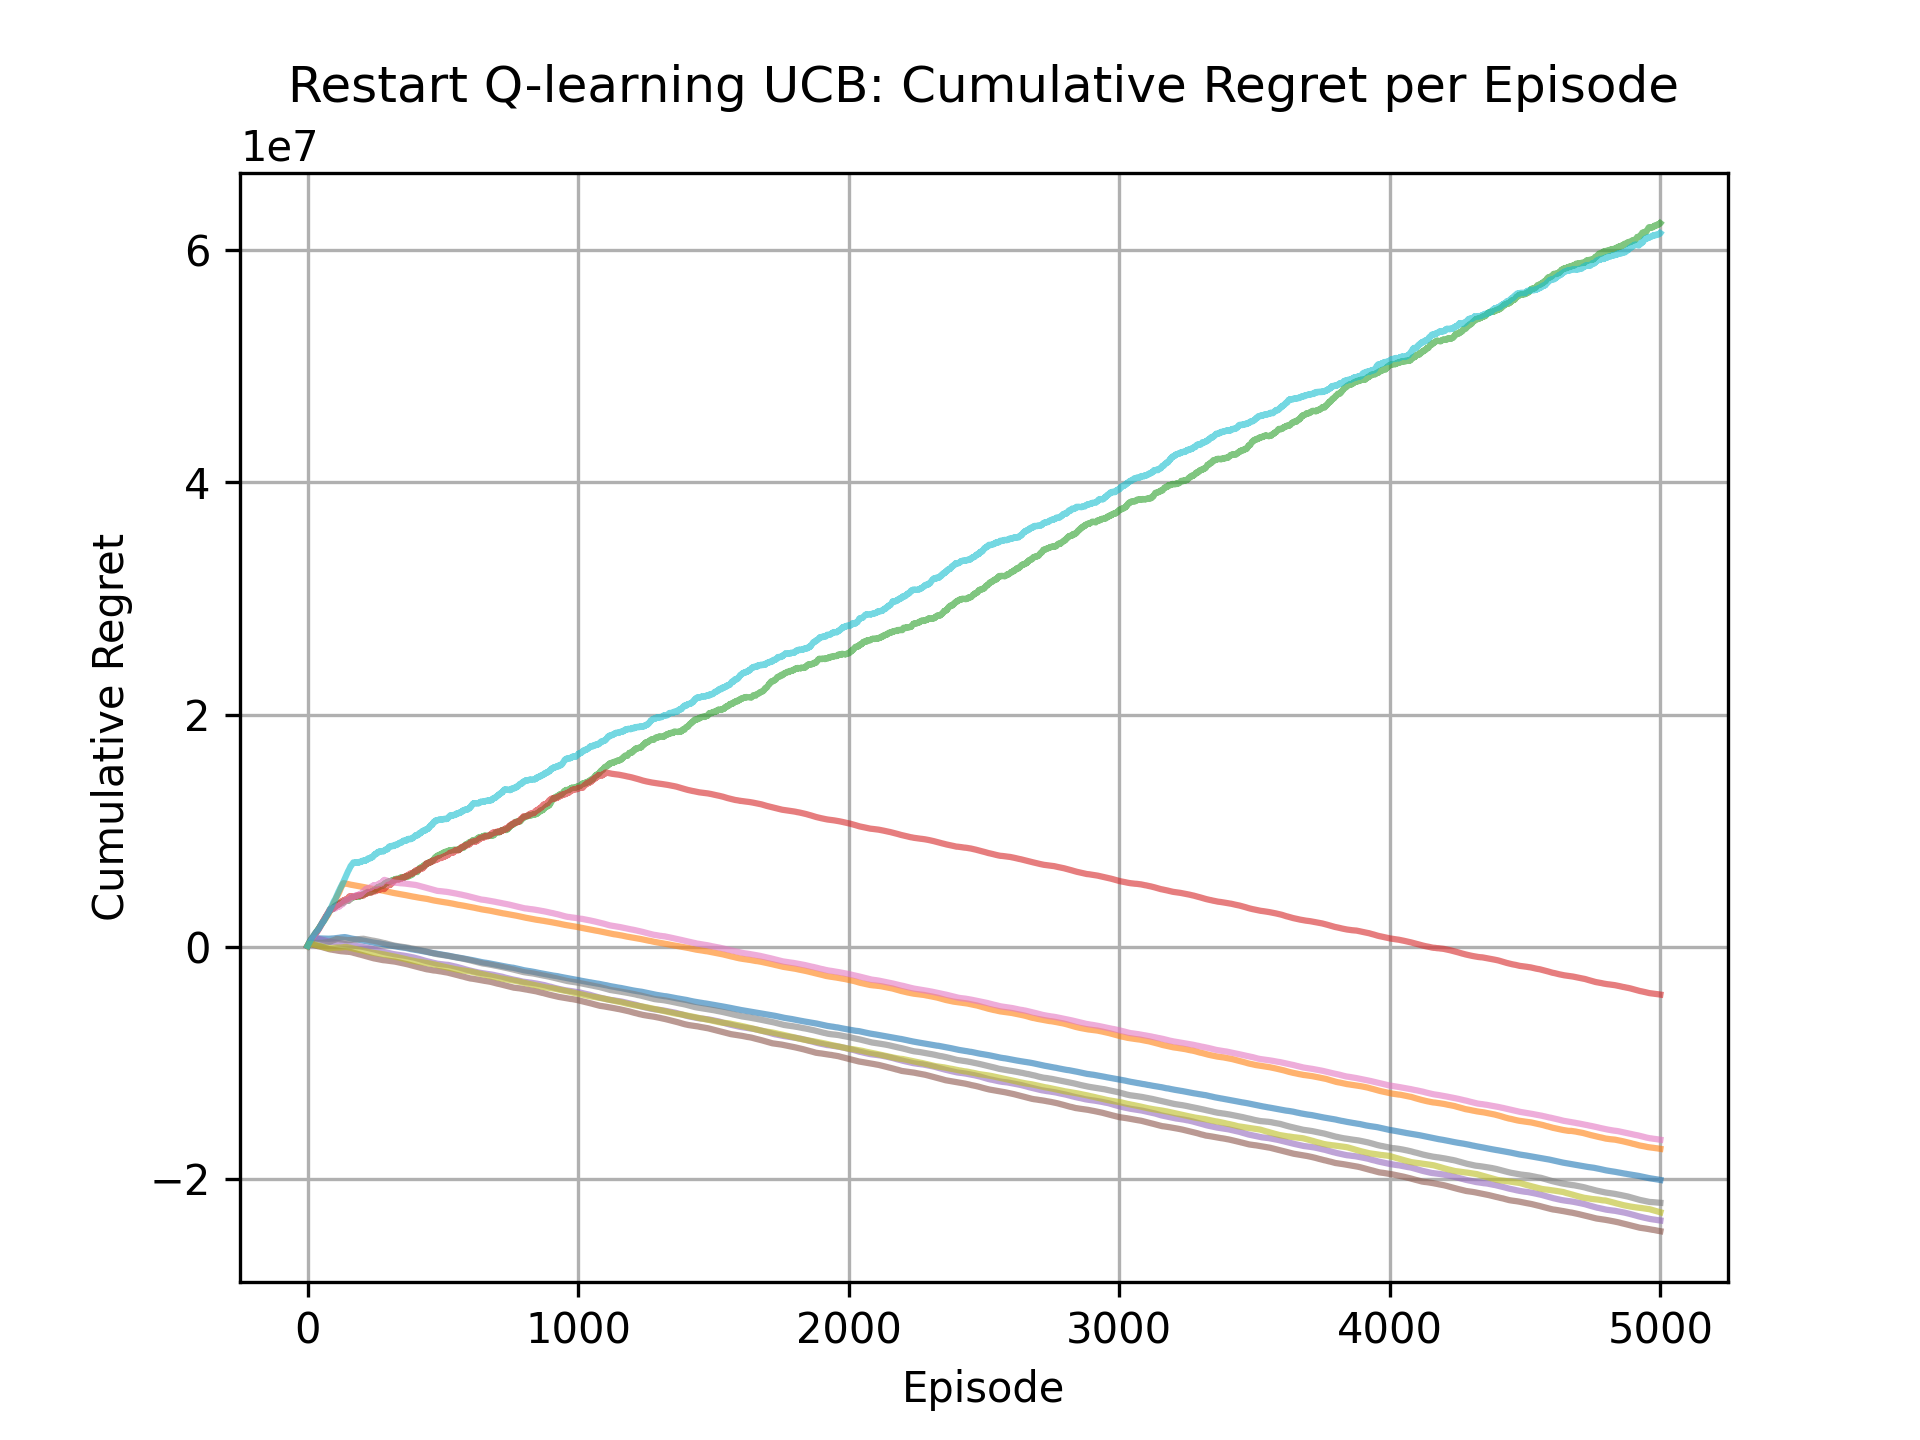 Restart Q-learning UCB: Cumulative Regret per Episode
1e7
6
4
2
0
−2
Cumulative Regret
0 1000 2000 3000 4000 5000
Episode